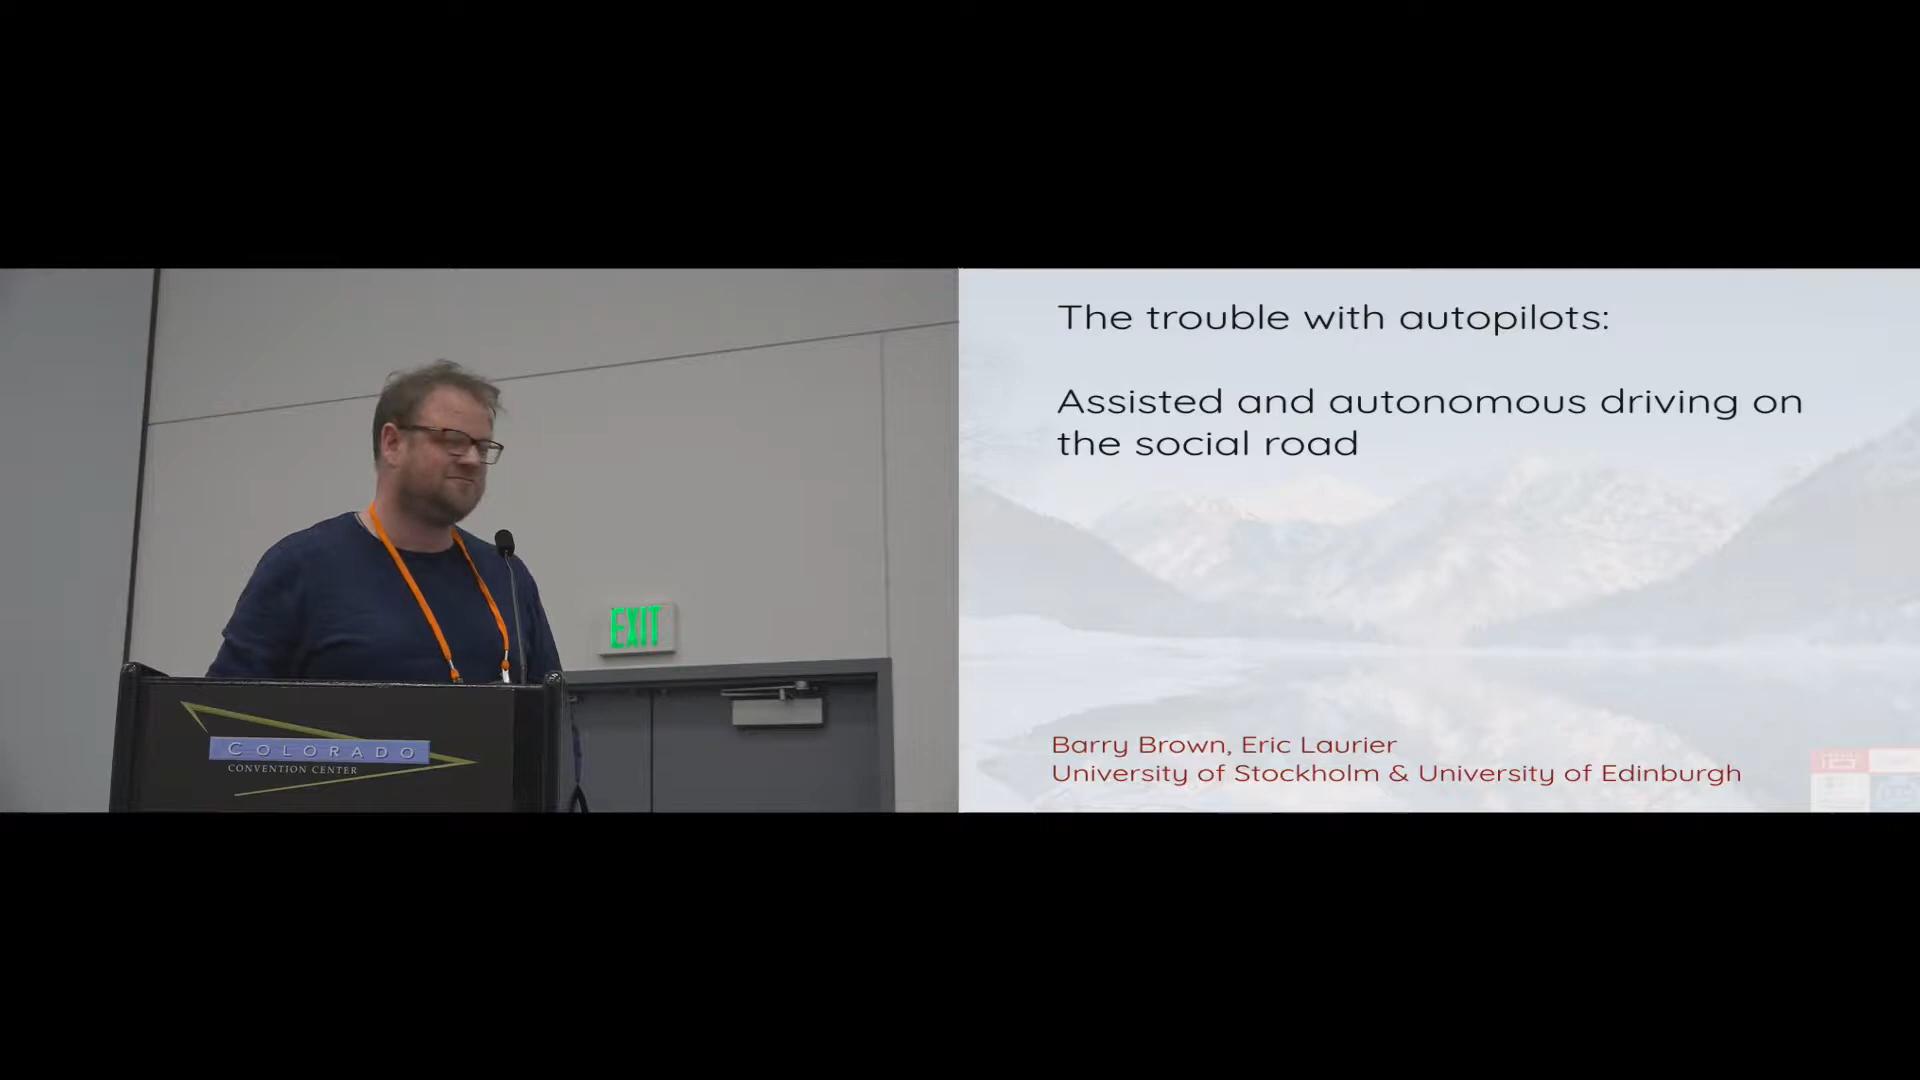 The trouble with autopilots:
Assisted and autonomous driving on
the social road
EXIT
COLORADO
CONVENTION CENTER
Barry Brown, Eric Laurier
University of Stockholm & University of Edinburgh